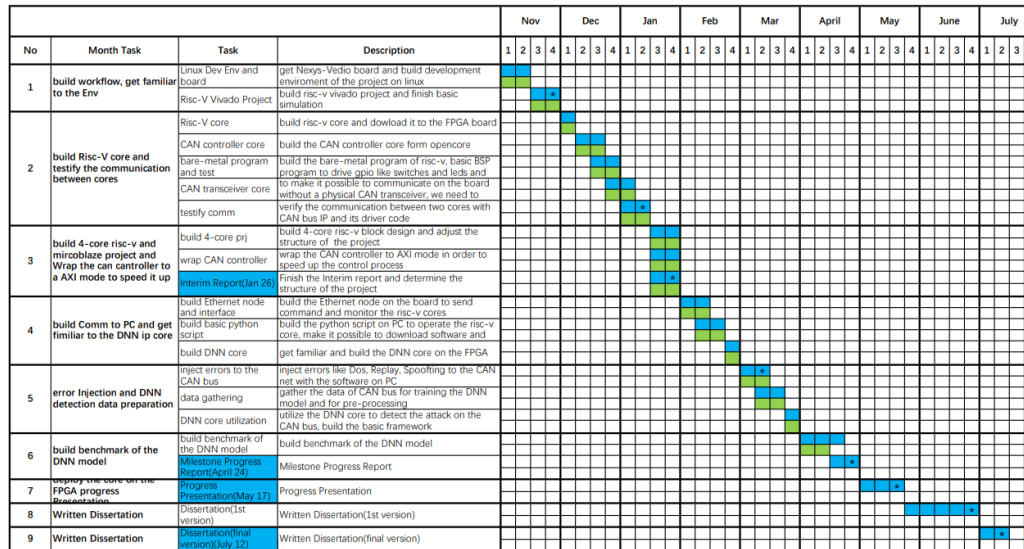 Nov Dec Jan Feb Mar April May June July
No Month Task Task Description 1 2 3 4 1 2 3 4 1 2 3 4 1 2 3 4 1 2 3 4 1 2 3 4 1 2 3 4 1 2 3 4 1 2 3
1
build workflow, get familiar
to the Env
Linux Dev Env and
board
get Nexys-Vedio board and build development
enviroment of the project on linux
Risc-V Vivado Project
build risc-v vivado project and finish basic
simulation
*
2
build Risc-V core and
testify the communication
between cores
Risc-V core
build risc-v core and dowload it to the FPGA board
CAN controller core
build the CAN controller core form opencore
bare-metal program
and test
build the bare-metal program of risc-v, basic BSP
program to drive gpio like switches and leds and
CAN transceiver core
to make it possible to communicate on the board
without a physical CAN transceiver, we need to
testify comm
verify the communication between two cores with
CAN bus IP and its driver code
*
3
build 4-core risc-v and
mircoblaze project and
Wrap the can cantroller to
a AXI mode to speed it up
build 4-core prj
build 4-core risc-v block design and adjust the
structure of the project
wrap CAN controller
wrap the CAN controller to AXI mode in order to
speed up the control process
Interim Report(Jan 26)
Finish the Interim report and determine the
structure of the project
*
4
build Comm to PC and get
fimiliar to the DNN ip core
build Ethernet node
and interface
build the Ethernet node on the board to send
command and monitor the risc-v cores
build basic python
script
build the python script on PC to operate the risc-v
core, make it possible to download software and
build DNN core
get familiar and build the DNN core on the FPGA
5
error Injection and DNN
detection data preparation
inject errors to the
CAN bus
inject errors like Dos, Replay, Spoofting to the CAN
net with the software on PC
*
data gathering
gather the data of CAN bus for training the DNN
model and for pre-processing
DNN core utilization
utilize the DNN core to detect the attack on the
CAN bus, build the basic framework
6
build benchmark of the
DNN model
build benchmark of
the DNN model
build benchmark of the DNN model
Milestone Progress
Report(April 24)
Milestone Progress Report
*
7
deploy the core on the
FPGA progress
Presentation
Progress
Presentation(May 17)
Progress Presentation
*
8
Written Dissertation
Dissertation(1st
version)
Written Dissertation(1st version)
*
9
Written Dissertation
Dissertation(final
version)(July 12)
Written Dissertation(final version)
*